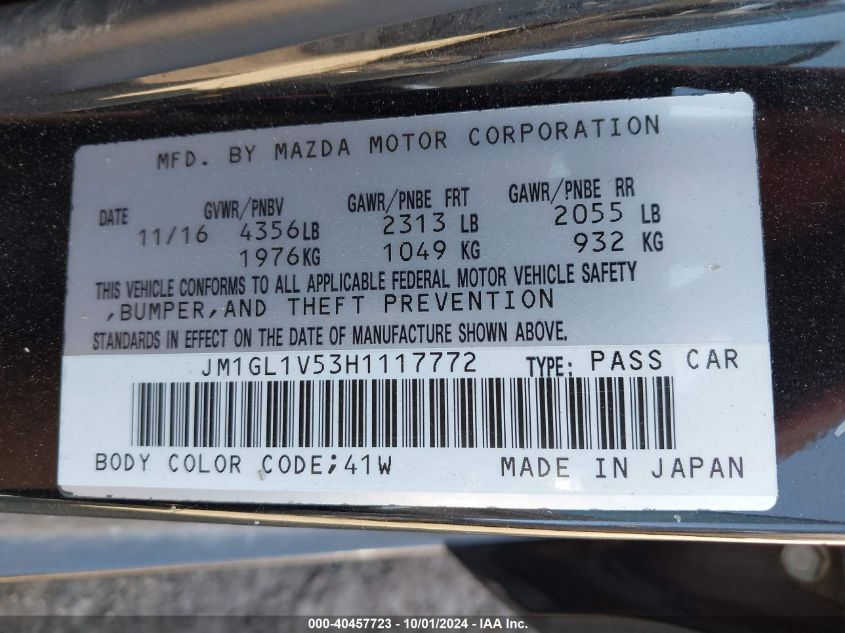 MFD. BY MAZDA MOTOR CORPORATION
DATE GVWR/PNBV GAWR/PNBE FRT GAWR/PNBE RR
11/16 4356LB 2313 LB 2055 LB
1976KG 1049 KG 932 KG
THIS VEHICLE CONFORMS TO ALL APPLICABLE FEDERAL MOTOR VEHICLE SAFETY
,BUMPER,AND THEFT PREVENTION
STANDARDS IN EFFECT ON THE DATE OF MANUFACTURE SHOWN ABOVE.
JM1GL1V53H1117772 TYPE: PASS CAR
BODY COLOR CODE;41W MADE IN JAPAN
000-40457723 - 10/01/2024 - IAA Inc.